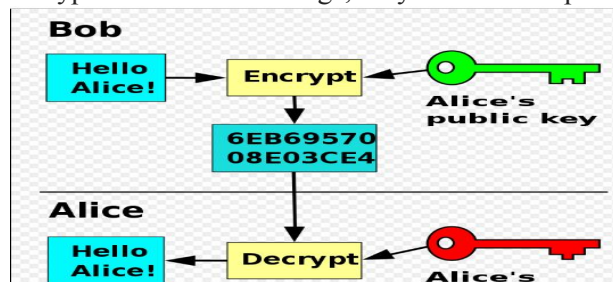 Bob
Hello
Alice!
Encrypt
Alice's
public key
6EB69570
08E03CE4
Alice
Hello
Alice!
Decrypt
Alice's